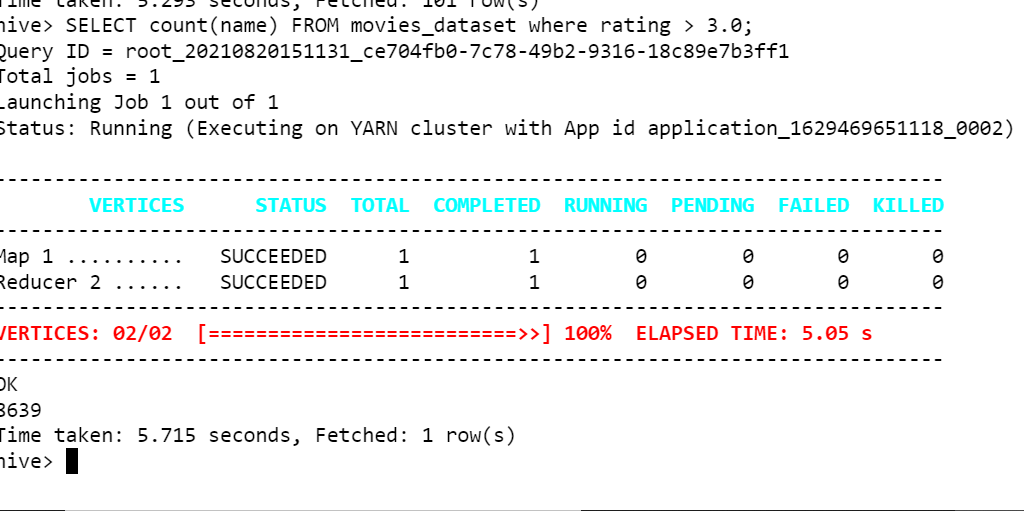 Time taken: 5.293 seconds, Fetched: 101 row(s)
hive> SELECT count(name) FROM movies_dataset where rating > 3.0;
Query ID = root_20210820151131_ce704fb0-7c78-49b2-9316-18c89e7b3ff1
Total jobs = 1
Launching Job 1 out of 1
Status: Running (Executing on YARN cluster with App id application_1629469651118_0002)
--------------------------------------------------------------------------------
VERTICES STATUS TOTAL COMPLETED RUNNING PENDING FAILED KILLED
--------------------------------------------------------------------------------
Map 1 .......... SUCCEEDED 1 1 0 0 0 0
Reducer 2 ...... SUCCEEDED 1 1 0 0 0 0
--------------------------------------------------------------------------------
VERTICES: 02/02 [==========================>>] 100% ELAPSED TIME: 5.05 s
--------------------------------------------------------------------------------
OK
8639
Time taken: 5.715 seconds, Fetched: 1 row(s)
hive>